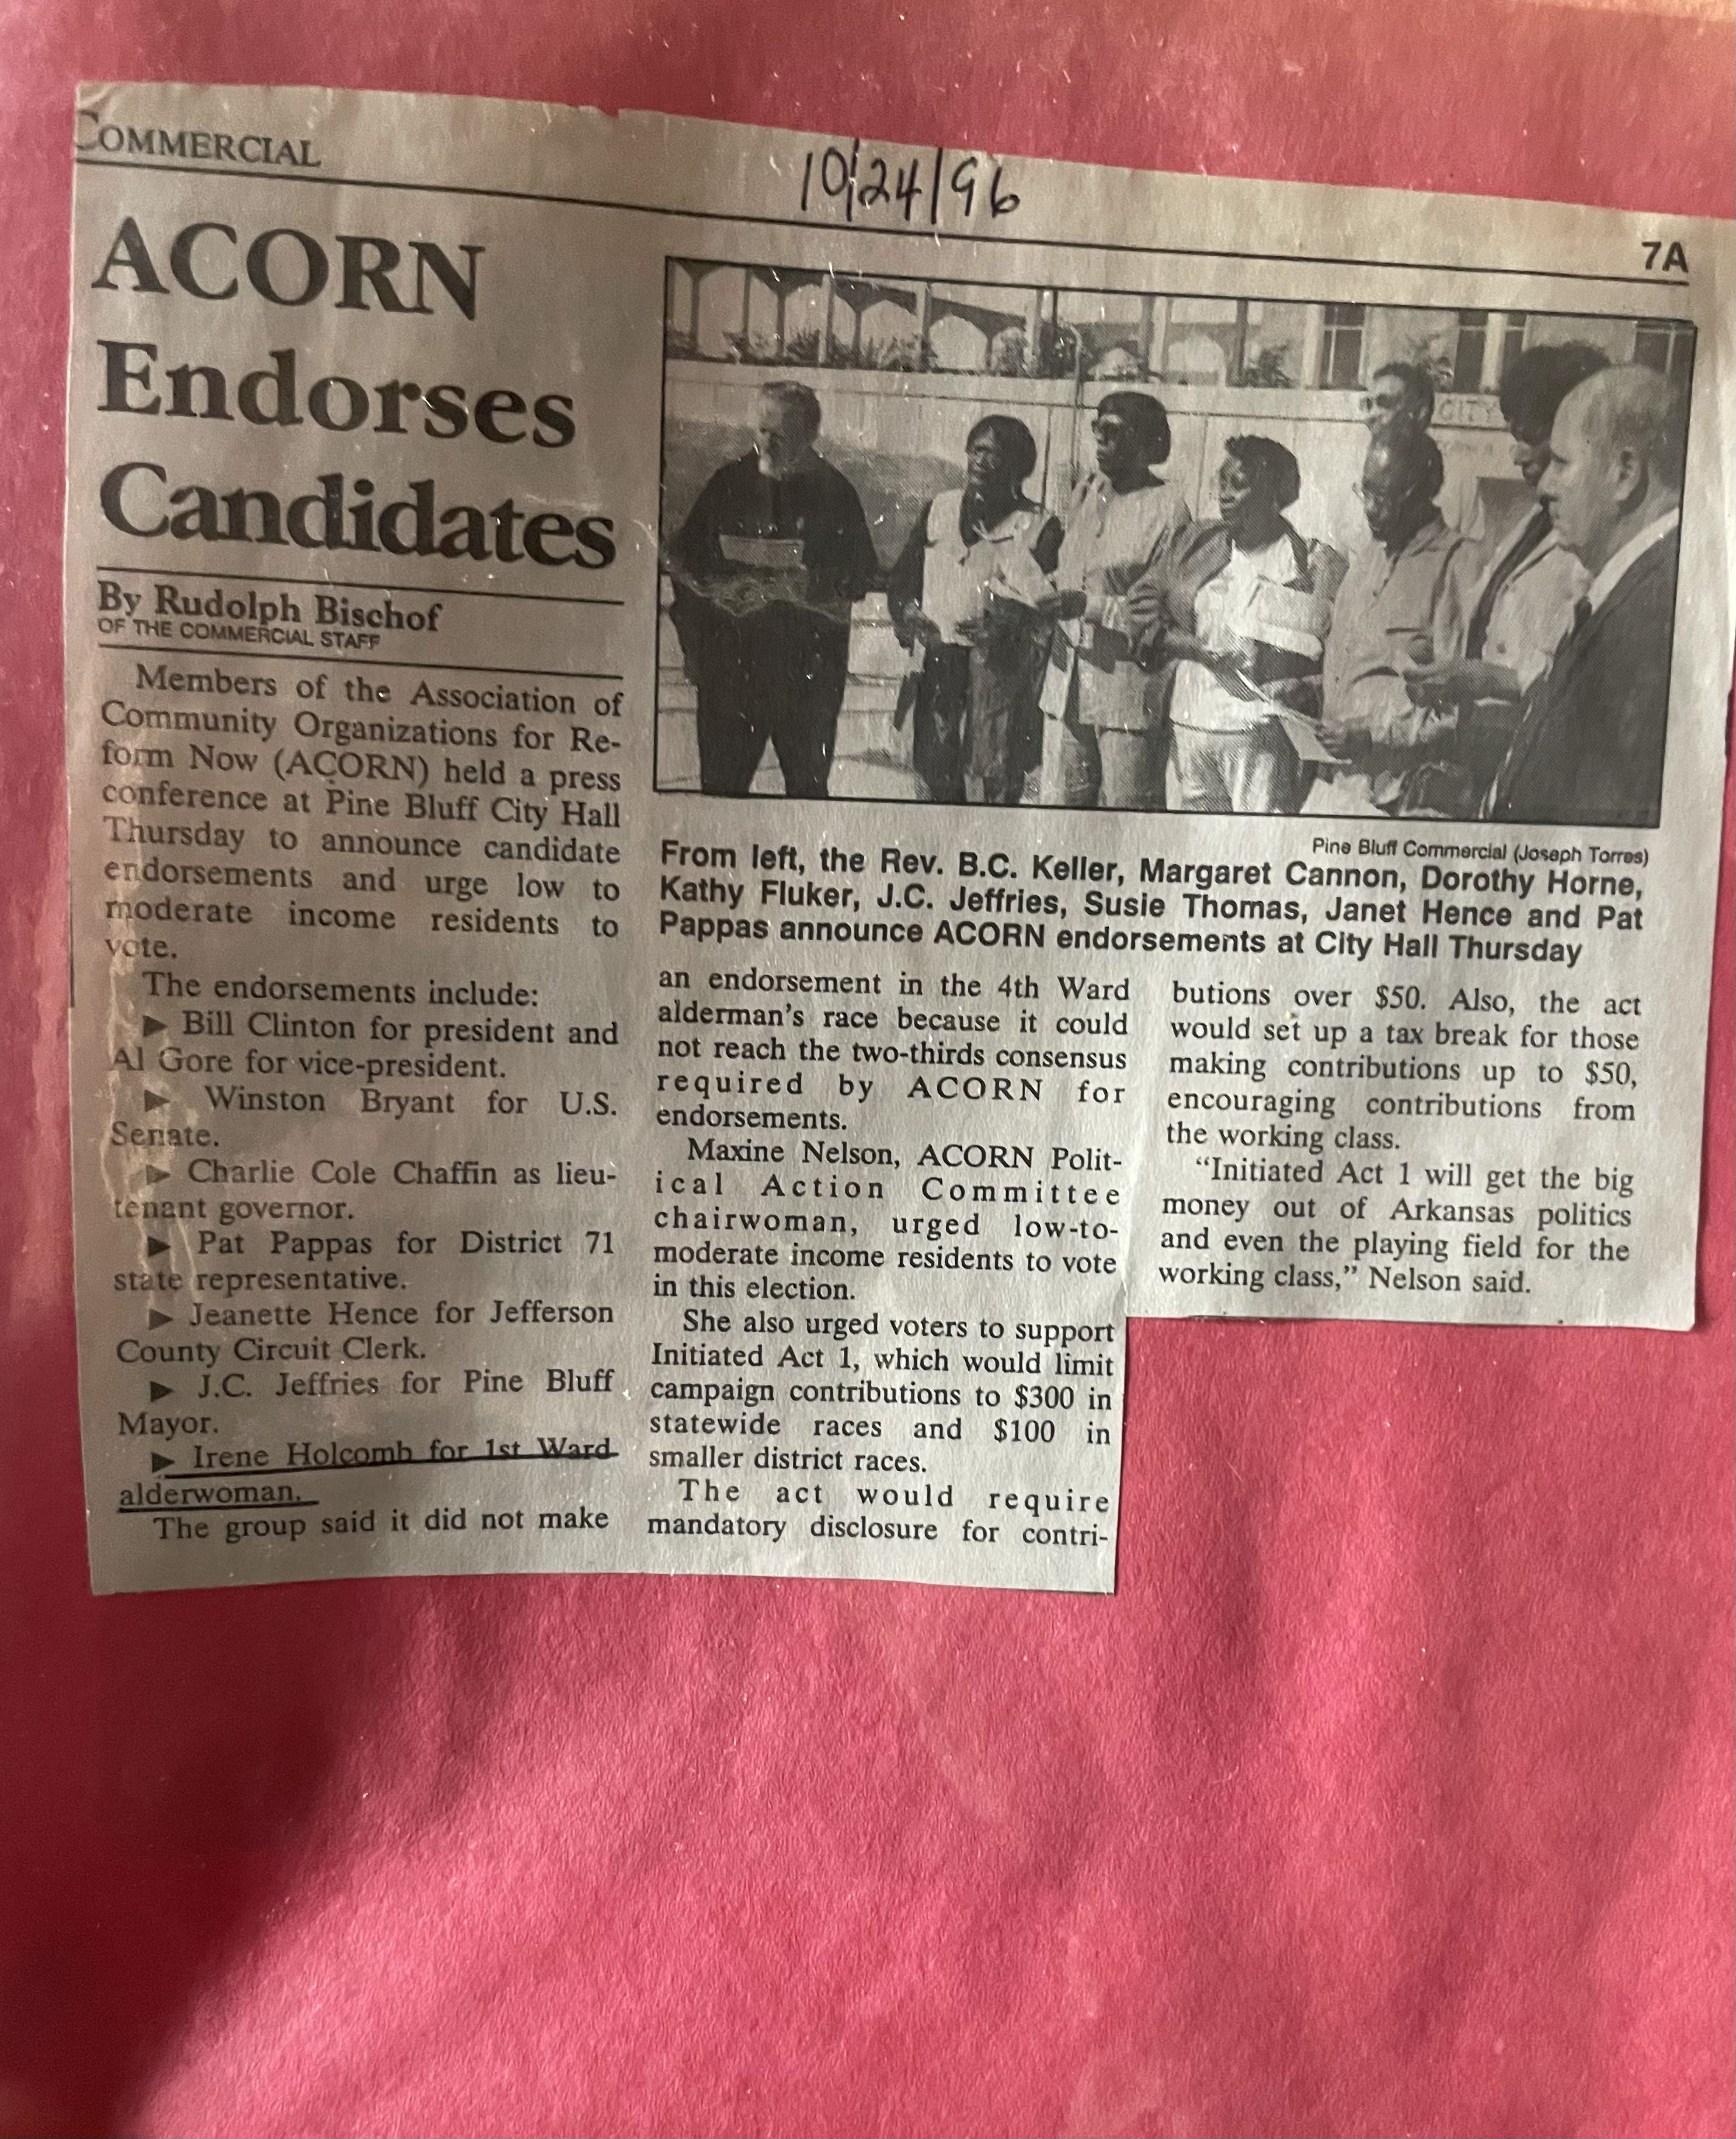 COMMERCIAL
10/24/96
7A
ACORN
Endorses
Candidates
By Rudolph Bischof
OF THE COMMERCIAL STAFF
Members of the Association of
Community Organizations for Re-
form Now (ACORN) held a press
conference at Pine Bluff City Hall
Thursday to announce candidate
endorsements and urge low to
moderate income residents to
vote.
The endorsements include:
▶ Bill Clinton for president and
Al Gore for vice-president.
▶ Winston Bryant for U.S.
Senate.
▶ Charlie Cole Chaffin as lieu-
tenant governor.
▶ Pat Pappas for District 71
state representative.
▶ Jeanette Hence for Jefferson
County Circuit Clerk.
▶ J.C. Jeffries for Pine Bluff
Mayor.
▶ Irene Holcomb for 1st Ward
alderwoman.
The group said it did not make
CITY
Pine Bluff Commercial (Joseph Torres)
From left, the Rev. B.C. Keller, Margaret Cannon, Dorothy Horne,
Kathy Fluker, J.C. Jeffries, Susie Thomas, Janet Hence and Pat
Pappas announce ACORN endorsements at City Hall Thursday
an endorsement in the 4th Ward
alderman's race because it could
not reach the two-thirds consensus
required by ACORN for
endorsements.
Maxine Nelson, ACORN Polit-
ical Action Committee
chairwoman, urged low-to-
moderate income residents to vote
in this election.
She also urged voters to support
Initiated Act 1, which would limit
campaign contributions to $300 in
statewide races and $100 in
smaller district races.
The act would require
mandatory disclosure for contri-
butions over $50. Also, the act
would set up a tax break for those
making contributions up to $50,
encouraging contributions from
the working class.
"Initiated Act 1 will get the big
money out of Arkansas politics
and even the playing field for the
working class," Nelson said.